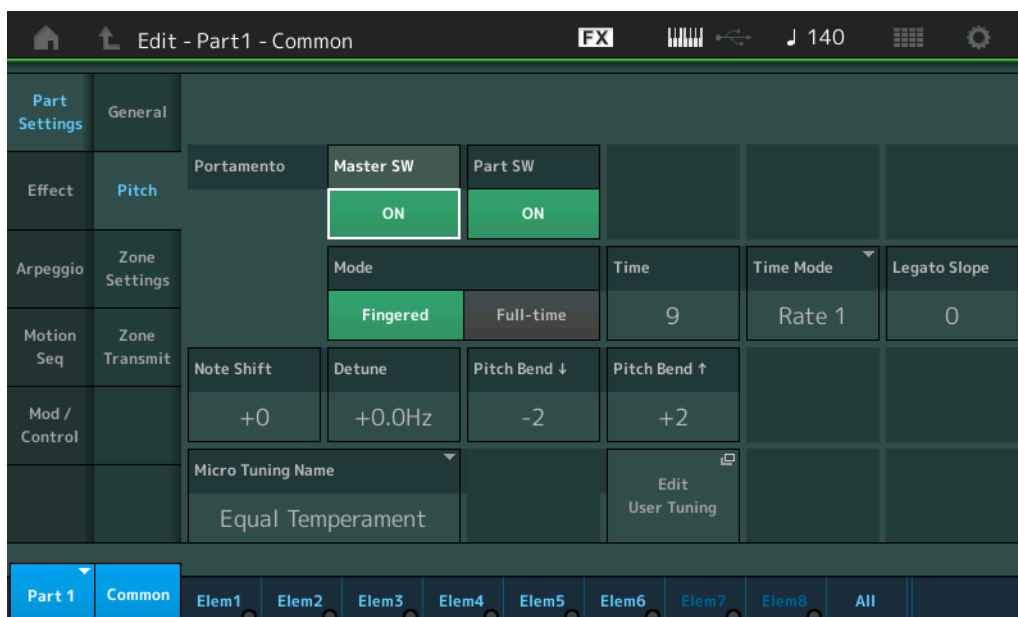 Edit - Part1 - Common
FX
♩ 140
Part
Settings
General
Effect
Pitch
Arpeggio
Zone
Settings
Motion
Seq
Zone
Transmit
Mod /
Control
Portamento
Master SW
ON
Part SW
ON
Mode
Fingered
Full-time
Time
9
Time Mode
Rate 1
Legato Slope
0
Note Shift
+0
Detune
+0.0Hz
Pitch Bend ↓
-2
Pitch Bend ↑
+2
Micro Tuning Name
Equal Temperament
Edit
User Tuning
Part 1
Common
Elem1
Elem2
Elem3
Elem4
Elem5
Elem6
Elem7
Elem8
All